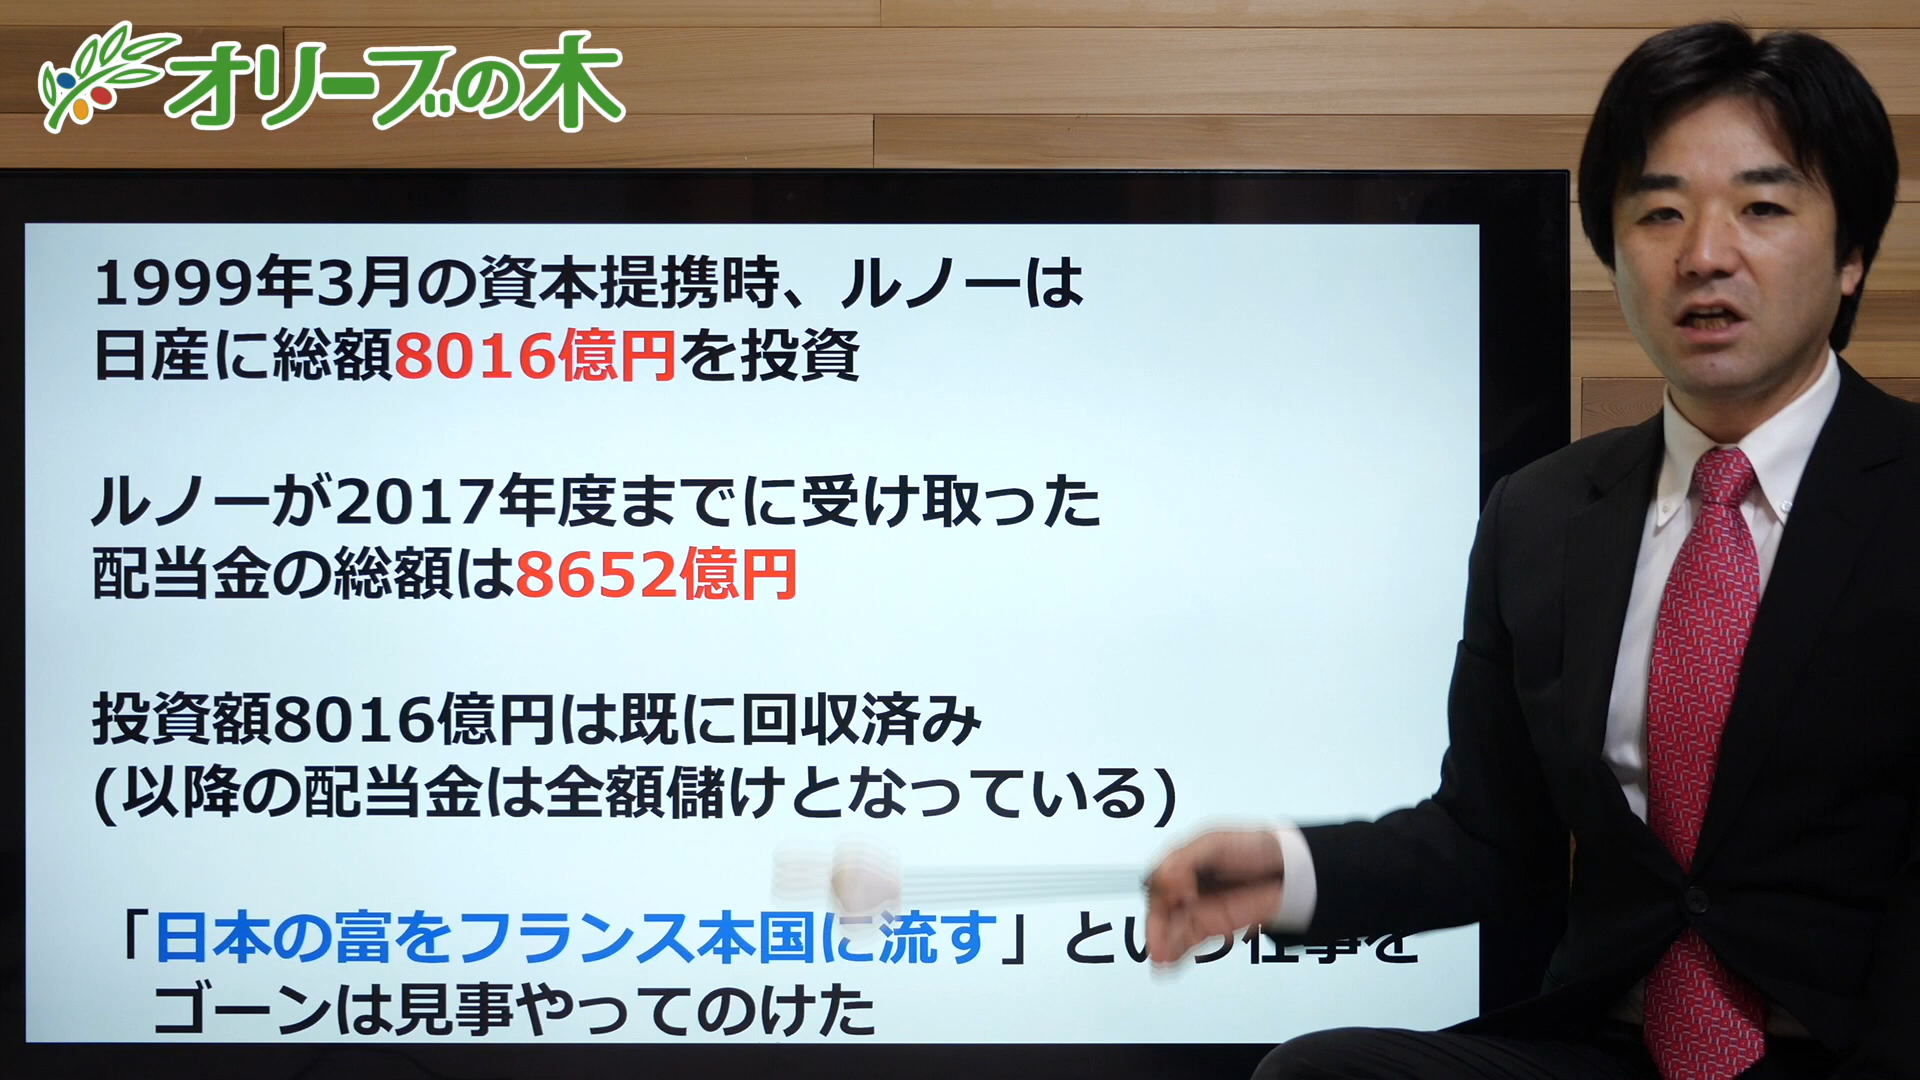 オリーブの木
1999年3月の資本提携時、ルノーは
日産に総額8016億円を投資
ルノーが2017年度までに受け取った
配当金の総額は8652億円
投資額8016億円は既に回収済み
(以降の配当金は全額儲けとなっている)
「日本の富をフランス本国に流す」という仕事を
ゴーンは見事やってのけた